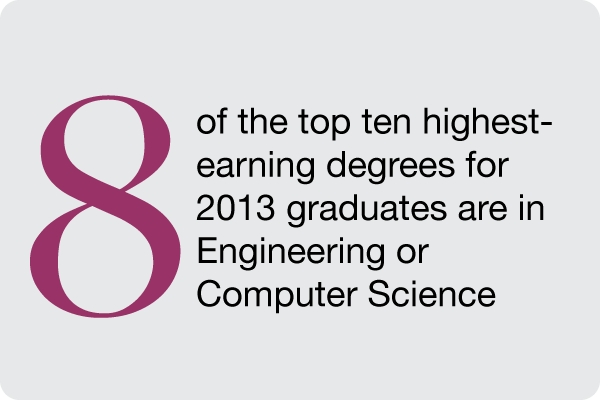 8
of the top ten highest-
earning degrees for
2013 graduates are in
Engineering or
Computer Science